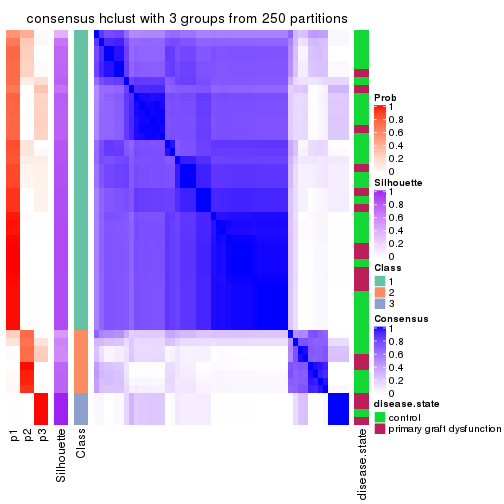 consensus hclust with 3 groups from 250 partitions
Prob
1
0.8
0.6
0.4
0.2
0
Silhouette
1
0.8
0.6
0.4
0.2
0
Class
1
2
3
Consensus
1
0.8
0.6
0.4
0.2
0
disease.state
control
primary graft dysfunction
p1
p2
p3
Silhouette
Class
disease.state